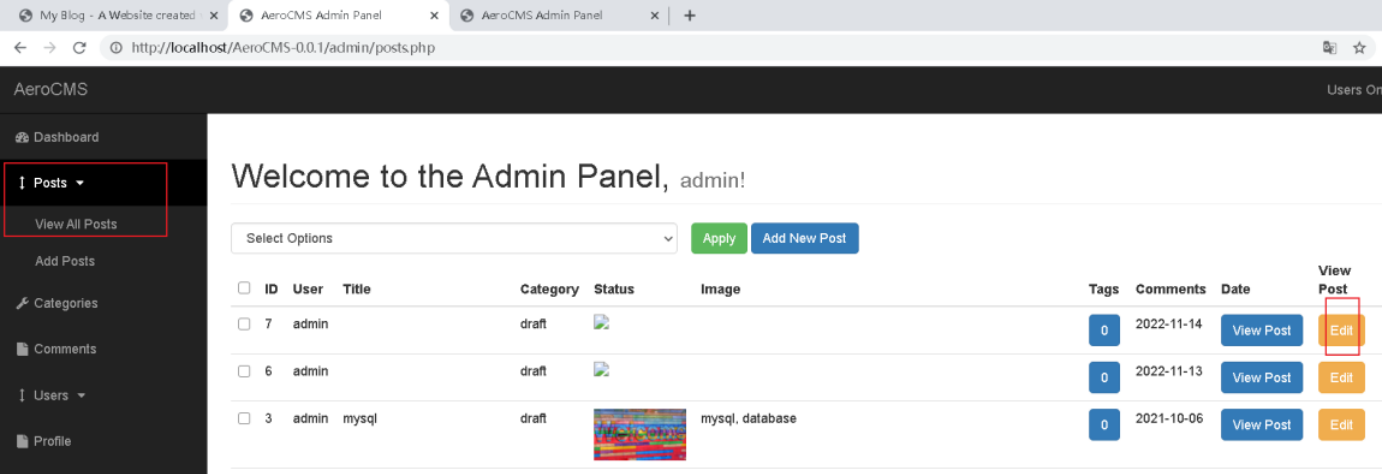 My Blog - A Website created
AeroCMS Admin Panel
AeroCMS Admin Panel
http://localhost/AeroCMS-0.0.1/admin/posts.php
AeroCMS
Users On
Dashboard
Posts
View All Posts
Add Posts
Categories
Comments
Users
Profile
Welcome to the Admin Panel, admin!
Select Options
Apply
Add New Post
ID User Title Category Status Image Tags Comments Date View Post
7 admin draft 0 2022-11-14 View Post Edit
6 admin draft 0 2022-11-13 View Post Edit
3 admin mysql draft Welcome mysql, database 0 2021-10-06 View Post Edit